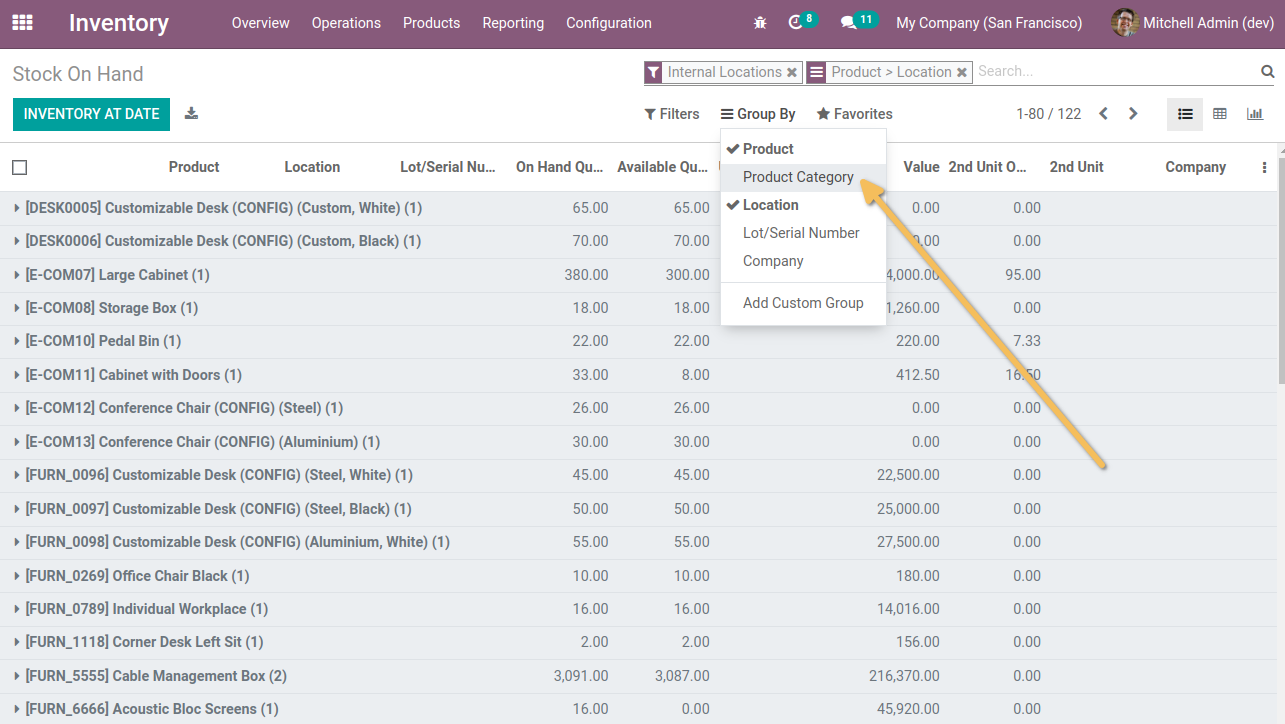 Inventory Overview Operations Products Reporting Configuration 8 11 My Company (San Francisco) Mitchell Admin (dev)
Stock On Hand Internal Locations Product > Location Search...
INVENTORY AT DATE Filters Group By Favorites 1-80 / 122
Product Location Lot/Serial Nu... On Hand Qu... Available Qu... Value 2nd Unit O... 2nd Unit Company
Product
Product Category
Location
Lot/Serial Number
Company
Add Custom Group
[DESK0005] Customizable Desk (CONFIG) (Custom, White) (1) 65.00 65.00 0.00 0.00
[DESK0006] Customizable Desk (CONFIG) (Custom, Black) (1) 70.00 70.00 0.00
[E-COM07] Large Cabinet (1) 380.00 300.00 95.00
[E-COM08] Storage Box (1) 18.00 18.00 1,260.00 0.00
[E-COM10] Pedal Bin (1) 22.00 22.00 220.00 7.33
[E-COM11] Cabinet with Doors (1) 33.00 8.00 412.50 16.50
[E-COM12] Conference Chair (CONFIG) (Steel) (1) 26.00 26.00 0.00 0.00
[E-COM13] Conference Chair (CONFIG) (Aluminium) (1) 30.00 30.00 0.00 0.00
[FURN_0096] Customizable Desk (CONFIG) (Steel, White) (1) 45.00 45.00 22,500.00 0.00
[FURN_0097] Customizable Desk (CONFIG) (Steel, Black) (1) 50.00 50.00 25,000.00 0.00
[FURN_0098] Customizable Desk (CONFIG) (Aluminium, White) (1) 55.00 55.00 27,500.00 0.00
[FURN_0269] Office Chair Black (1) 10.00 10.00 180.00 0.00
[FURN_0789] Individual Workplace (1) 16.00 16.00 14,016.00 0.00
[FURN_1118] Corner Desk Left Sit (1) 2.00 2.00 156.00 0.00
[FURN_5555] Cable Management Box (2) 3,091.00 3,087.00 216,370.00 0.00
[FURN_6666] Acoustic Bloc Screens (1) 16.00 0.00 45,920.00 0.00